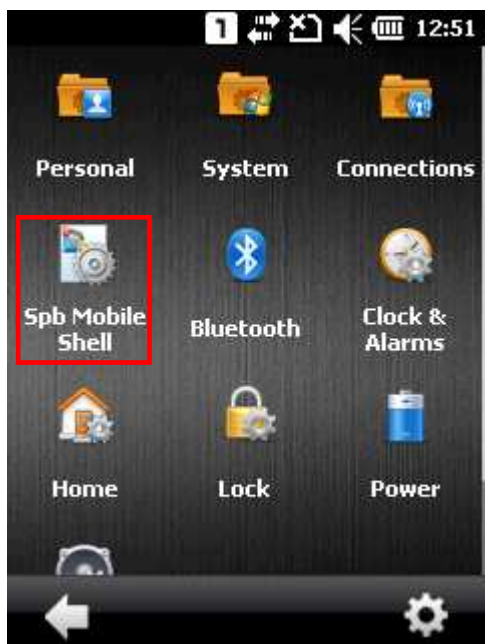 1 12:51
Personal System Connections
Spb Mobile Shell Bluetooth Clock & Alarms
Home Lock Power